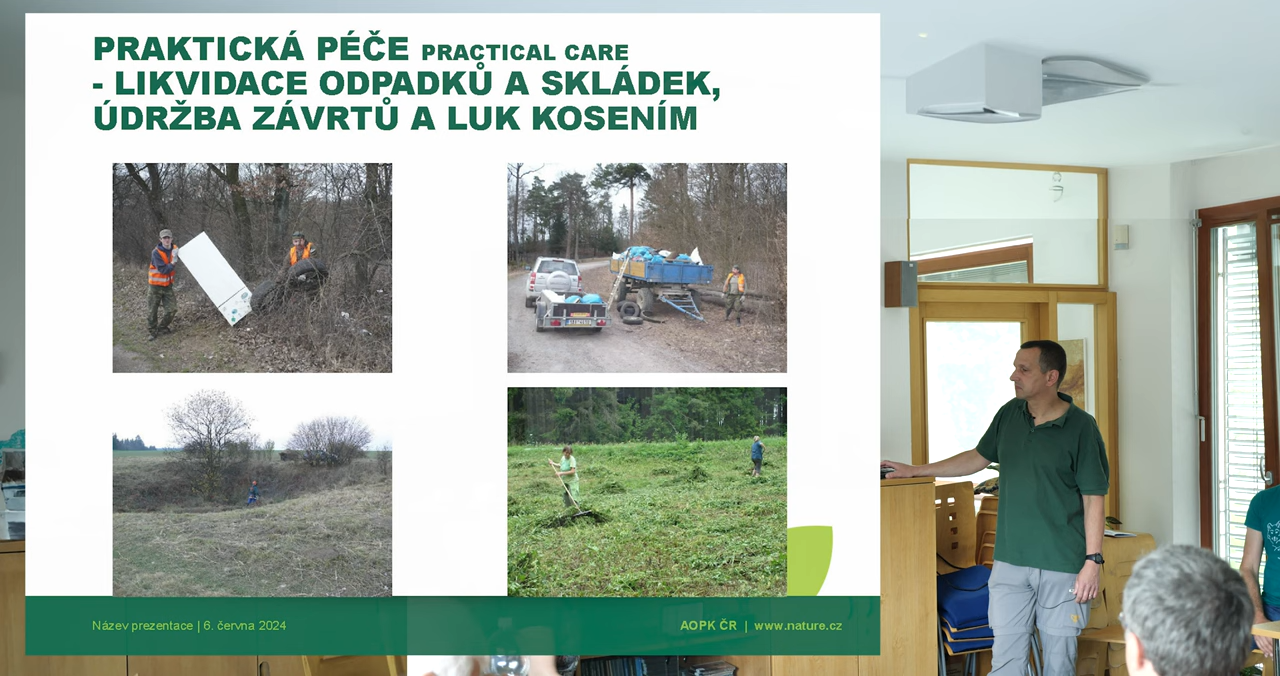 PRAKTICKÁ PÉČE PRACTICAL CARE
- LIKVIDACE ODPADKŮ A SKLÁDEK,
ÚDRŽBA ZÁVRTŮ A LUK KOSENÍM
Název prezentace | 6. června 2024
AOPK ČR | www.nature.cz